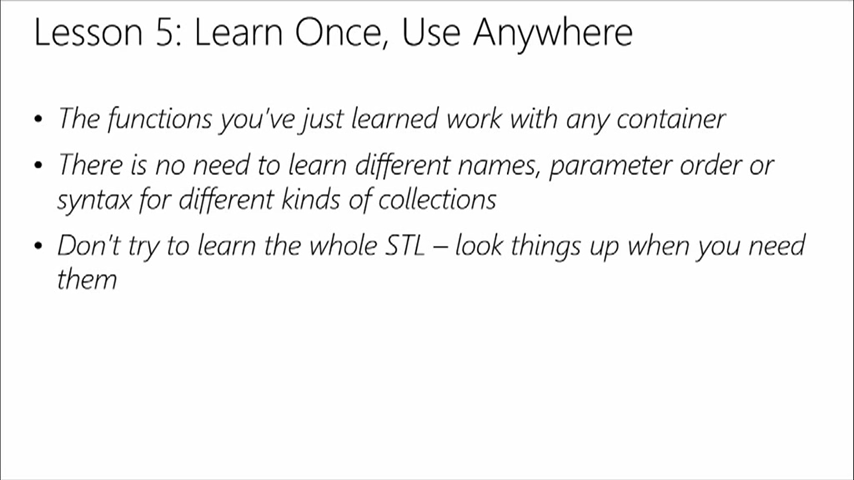 Lesson 5: Learn Once, Use Anywhere
• The functions you've just learned work with any container
• There is no need to learn different names, parameter order or
syntax for different kinds of collections
• Don't try to learn the whole STL – look things up when you need
them